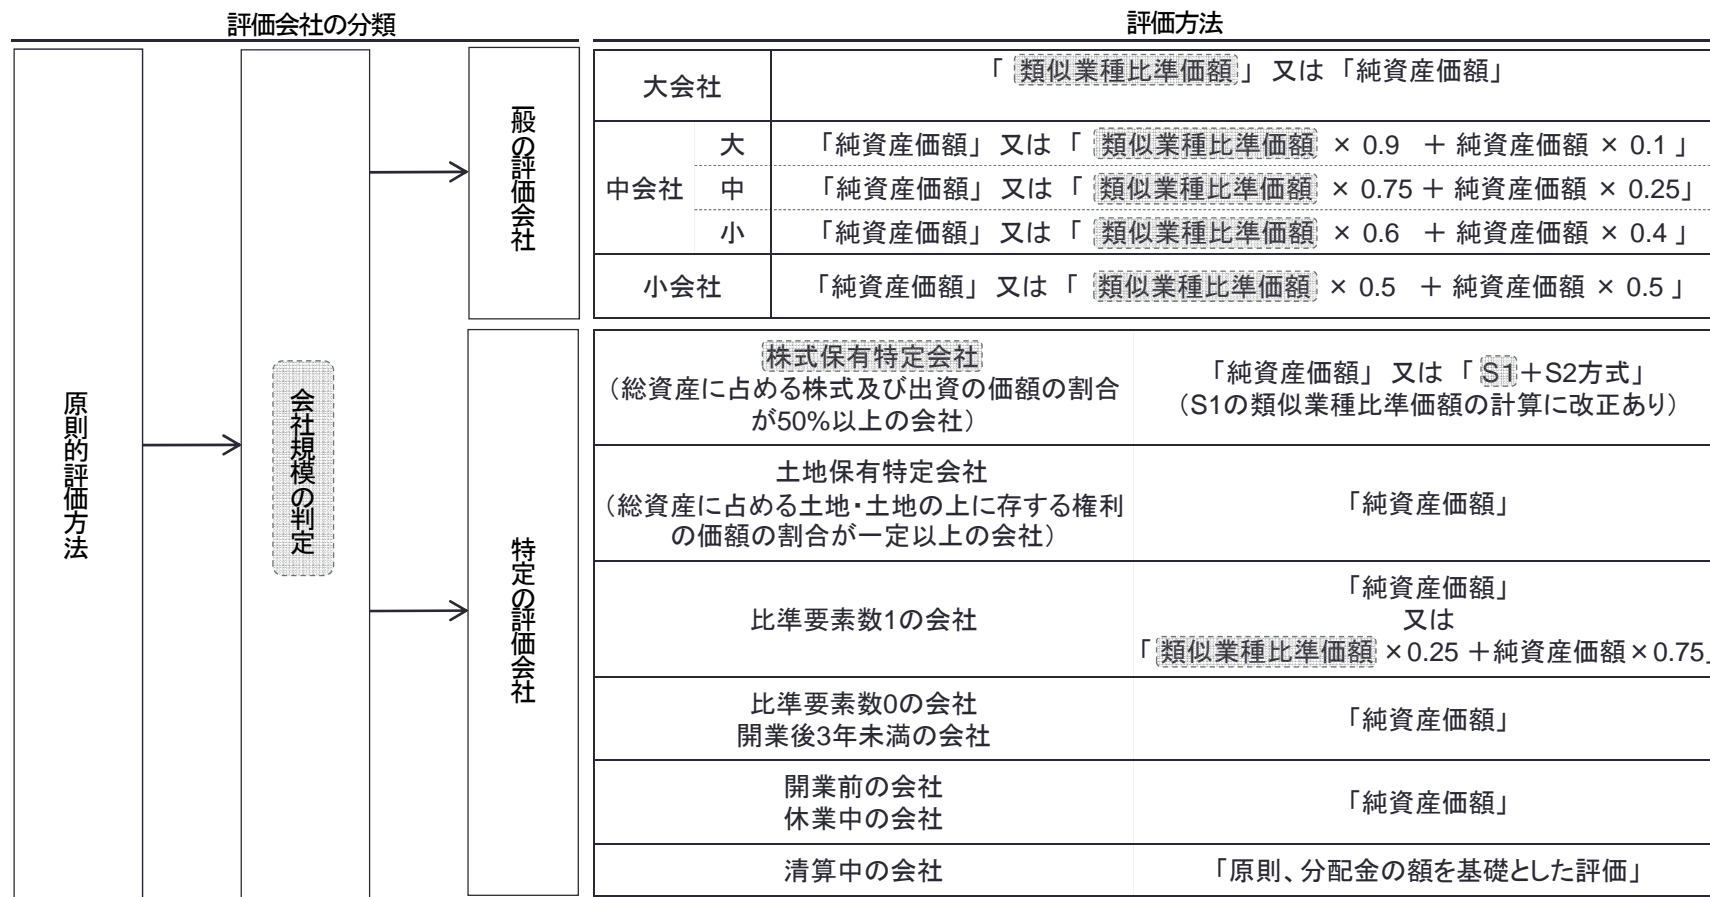 評価会社の分類
評価方法
原則的評価方法
会社規模の判定
一般の評価会社
大会社
「 類似業種比準価額 」 又は 「純資産価額」
中会社
大
「純資産価額」 又は 「 類似業種比準価額 × 0.9 ＋ 純資産価額 × 0.1 」
中
「純資産価額」 又は 「 類似業種比準価額 × 0.75 ＋ 純資産価額 × 0.25」
小
「純資産価額」 又は 「 類似業種比準価額 × 0.6 ＋ 純資産価額 × 0.4 」
小会社
「純資産価額」 又は 「 類似業種比準価額 × 0.5 ＋ 純資産価額 × 0.5 」
特定の評価会社
株式保有特定会社
（総資産に占める株式及び出資の価額の割合
が50%以上の会社）
「純資産価額」 又は 「 S1＋S2方式」
（S1の類似業種比準価額の計算に改正あり）
土地保有特定会社
（総資産に占める土地・土地の上に存する権利
の価額の割合が一定以上の会社）
「純資産価額」
比準要素数1の会社
「純資産価額」
又は
「 類似業種比準価額 ×0.25 ＋純資産価額×0.75」
比準要素数0の会社
開業後3年未満の会社
「純資産価額」
開業前の会社
休業中の会社
「純資産価額」
清算中の会社
「原則、分配金の額を基礎とした評価」